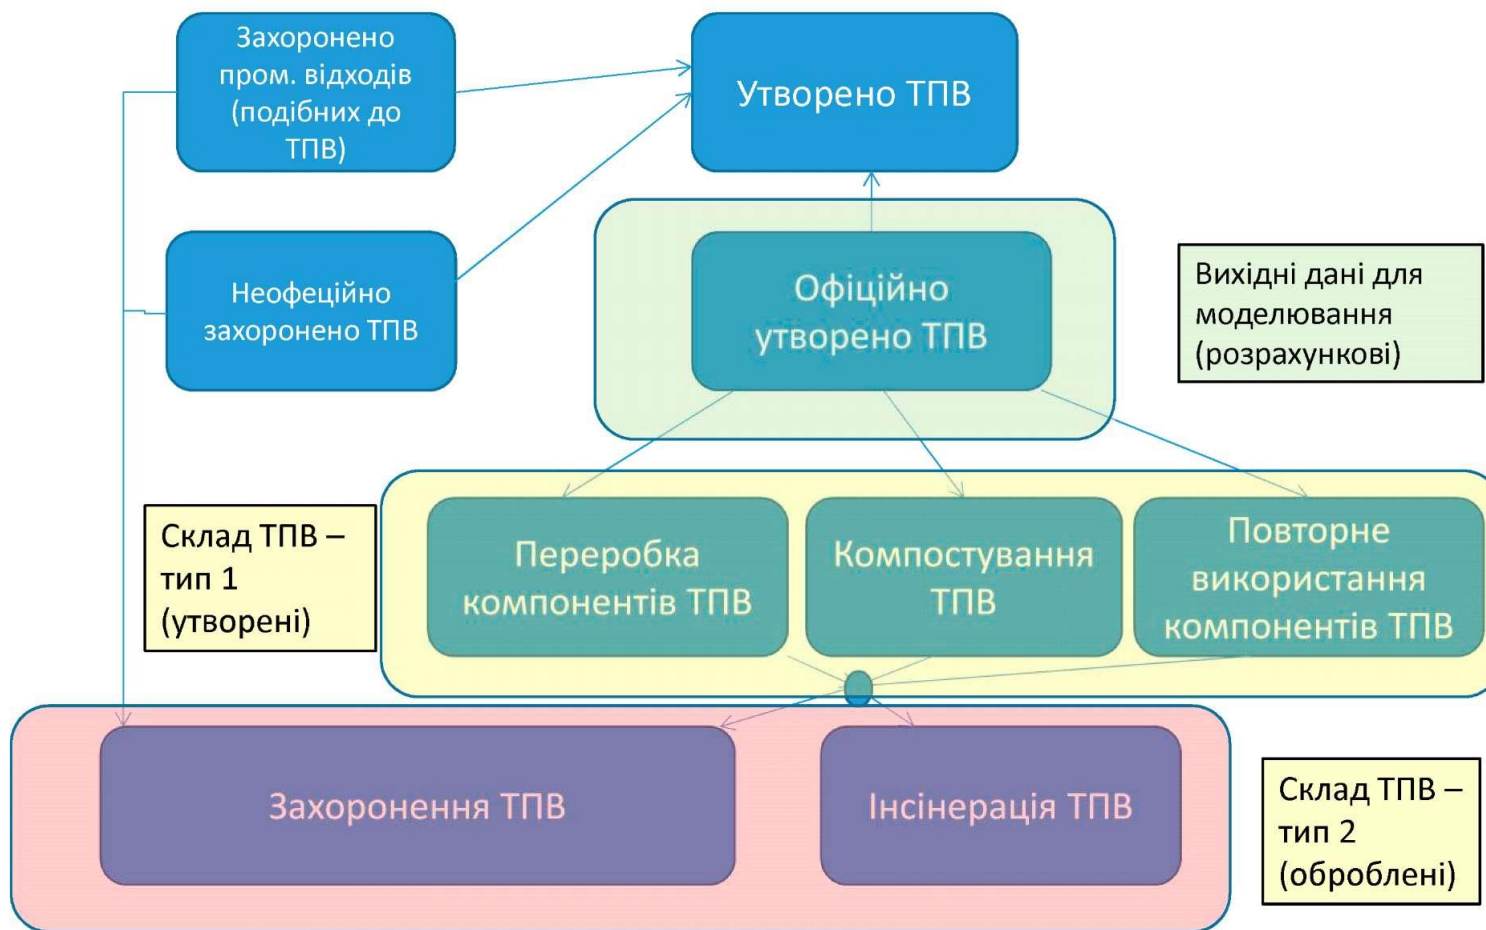 Захоронено
пром. відходів
(подібних до
ТПВ)
Утворено ТПВ
Неофеційно
захоронено ТПВ
Офіційно
утворено ТПВ
Вихідні дані для
моделювання
(розрахункові)
Склад ТПВ –
тип 1
(утворені)
Переробка
компонентів ТПВ
Компостування
ТПВ
Повторне
використання
компонентів ТПВ
Захоронення ТПВ
Інсінерація ТПВ
Склад ТПВ –
тип 2
(оброблені)